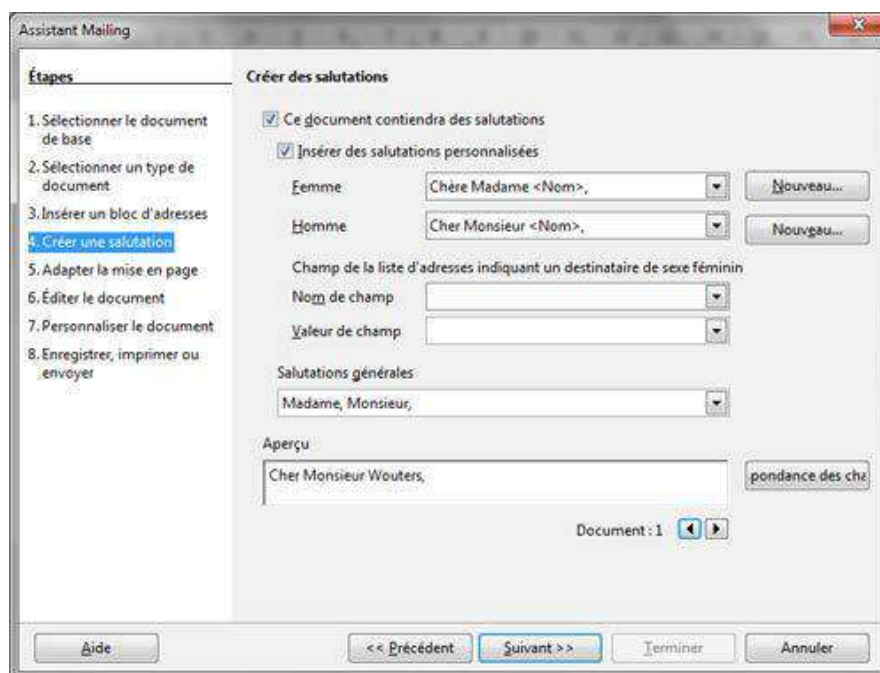 Assistant Mailing
Étapes
1. Sélectionner le document
de base
2. Sélectionner un type de
document
3. Insérer un bloc d'adresses
4. Créer une salutation
5. Adapter la mise en page
6. Éditer le document
7. Personnaliser le document
8. Enregistrer, imprimer ou
envoyer
Créer des salutations
Ce document contiendra des salutations
Insérer des salutations personnalisées
Femme
Chère Madame <Nom>,
Nouveau...
Homme
Cher Monsieur <Nom>,
Nouveau...
Champ de la liste d'adresses indiquant un destinataire de sexe féminin
Nom de champ
Valeur de champ
Salutations générales
Madame, Monsieur,
Aperçu
Cher Monsieur Wouters,
pondance des cha
Document : 1
Aide
<< Précédent
Suivant >>
Terminer
Annuler